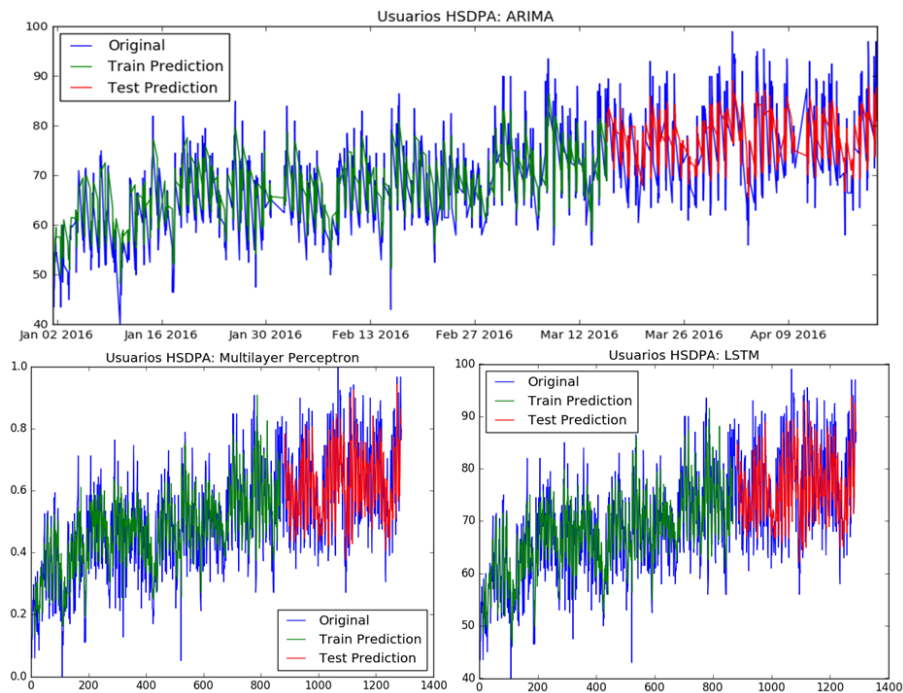 Usuarios HSDPA: ARIMA
100
90
80
70
60
50
40
Original
Train Prediction
Test Prediction
Jan 02 2016 Jan 16 2016 Jan 30 2016 Feb 13 2016 Feb 27 2016 Mar 12 2016 Mar 26 2016 Apr 09 2016
Usuarios HSDPA: Multilayer Perceptron
1.0
0.8
0.6
0.4
0.2
0.0
Original
Train Prediction
Test Prediction
0 200 400 600 800 1000 1200 1400
Usuarios HSDPA: LSTM
100
90
80
70
60
50
40
Original
Train Prediction
Test Prediction
0 200 400 600 800 1000 1200 1400